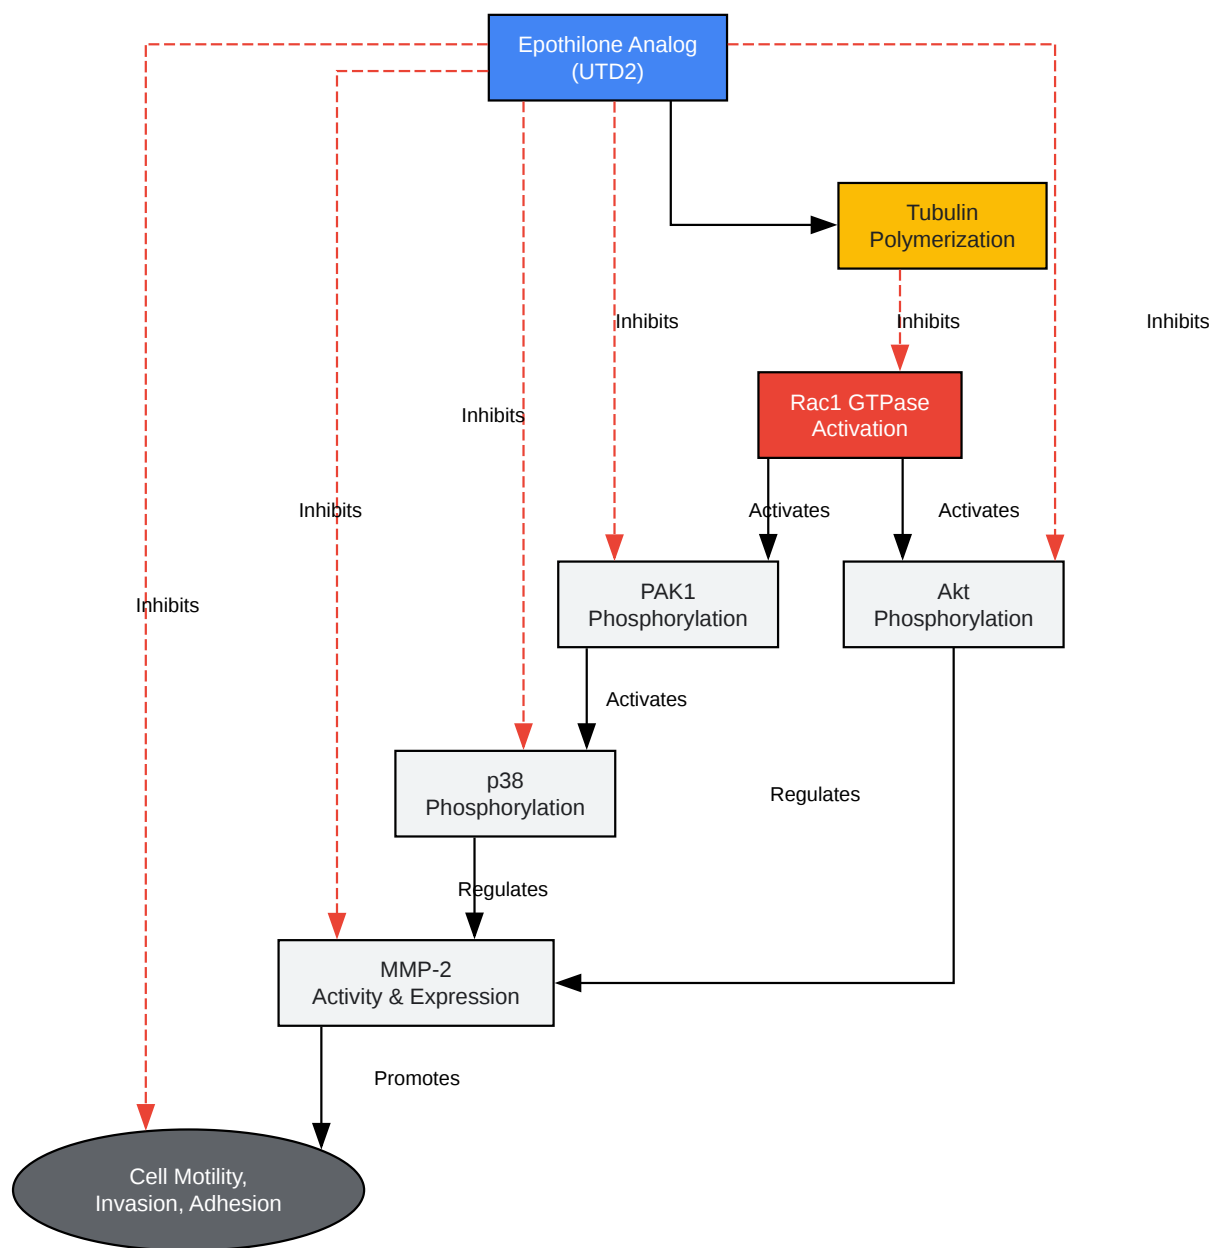 Epothilone Analog
(UTD2)
Tubulin
Polymerization
Inhibits
Inhibits
Inhibits
Rac1 GTPase
Activation
Inhibits
Inhibits
Activates
Activates
PAK1
Phosphorylation
Akt
Phosphorylation
Inhibits
Activates
p38
Phosphorylation
Regulates
Regulates
MMP-2
Activity & Expression
Promotes
Cell Motility,
Invasion, Adhesion